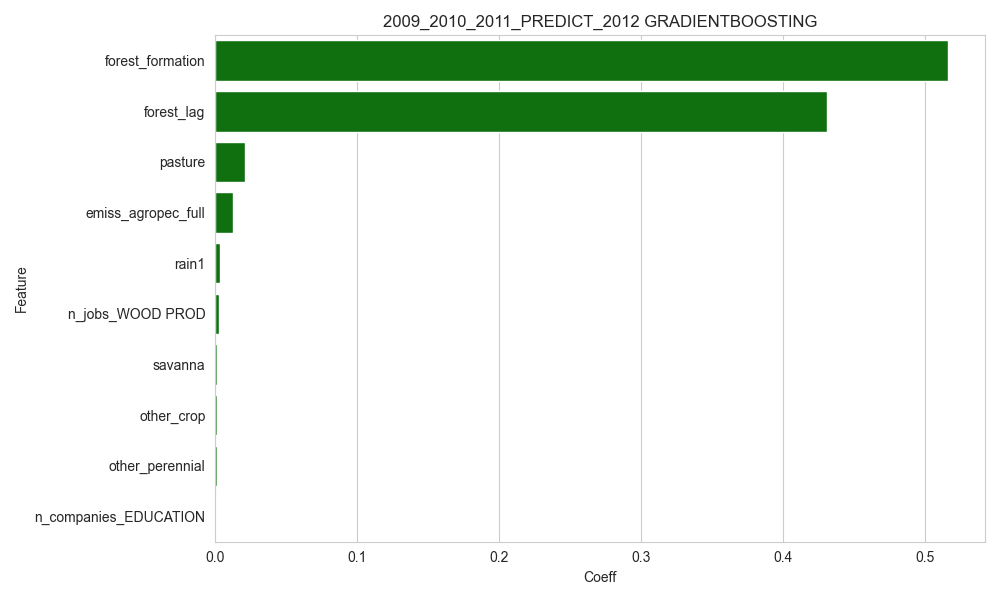 2009_2010_2011_PREDICT_2012 GRADIENTBOOSTING
forest_formation
forest_lag
pasture
emiss_agropec_full
rain1
n_jobs_WOOD PROD
savanna
other_crop
other_perennial
n_companies_EDUCATION
Feature
0.0 0.1 0.2 0.3 0.4 0.5
Coeff